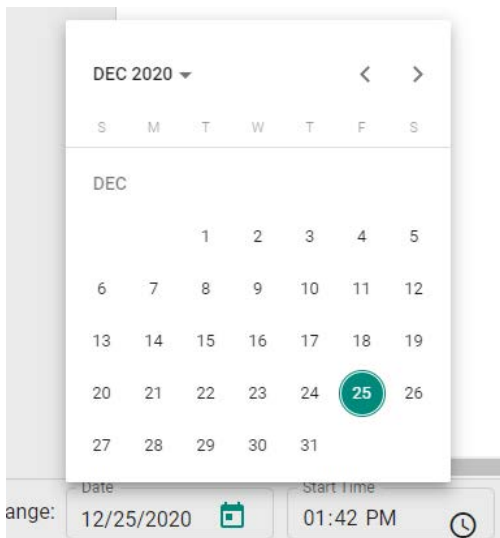 DEC 2020
S M T W T F S
DEC
1 2 3 4 5
6 7 8 9 10 11 12
13 14 15 16 17 18 19
20 21 22 23 24 25 26
27 28 29 30 31
Date Start Time
ange: 12/25/2020 01:42 PM